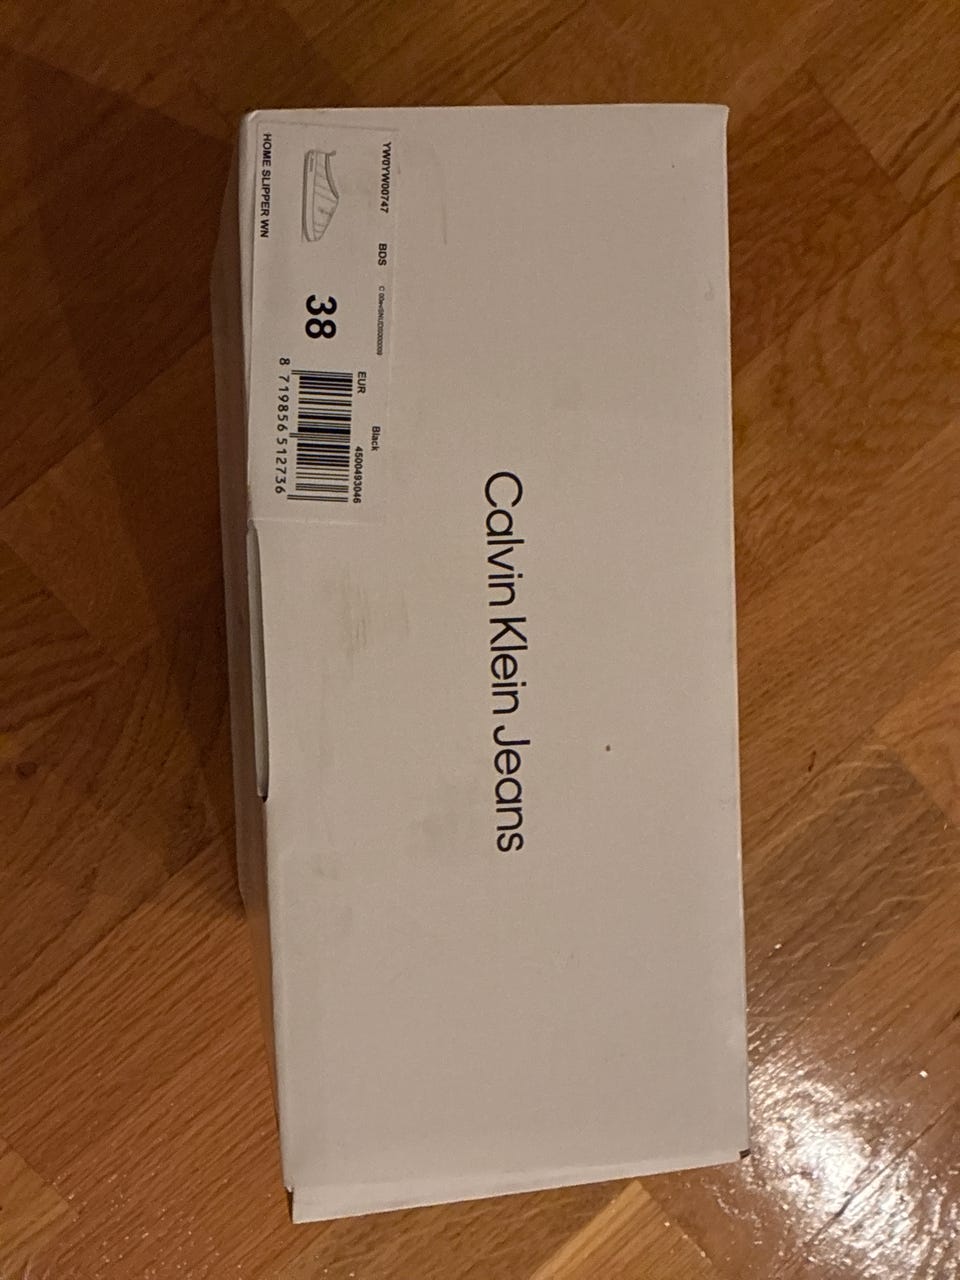 YW0YW00747 BDS
Black
EUR 4500493046
38
8 719856 512736
HOME SLIPPER WN
Calvin Klein Jeans